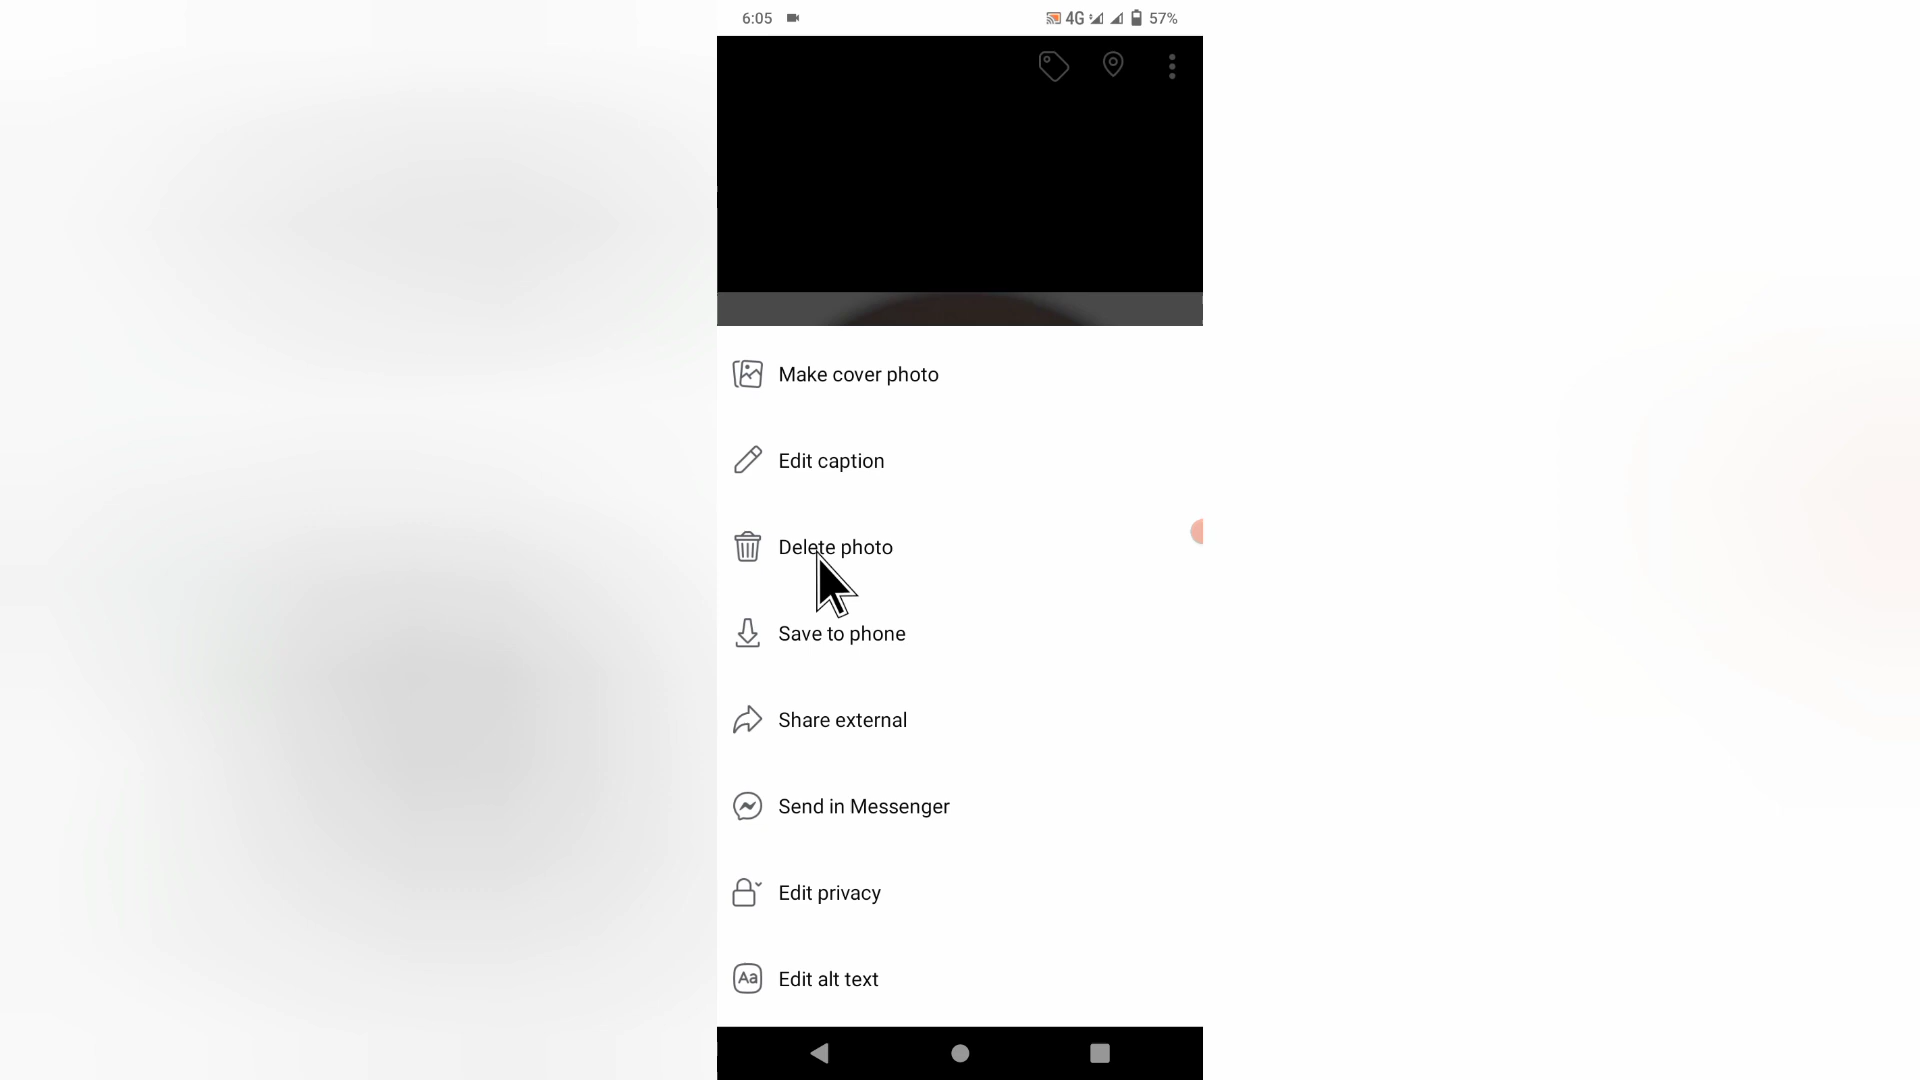 6:05 4G 57%
Make cover photo
Edit caption
Delete photo
Save to phone
Share external
Send in Messenger
Edit privacy
Aa Edit alt text